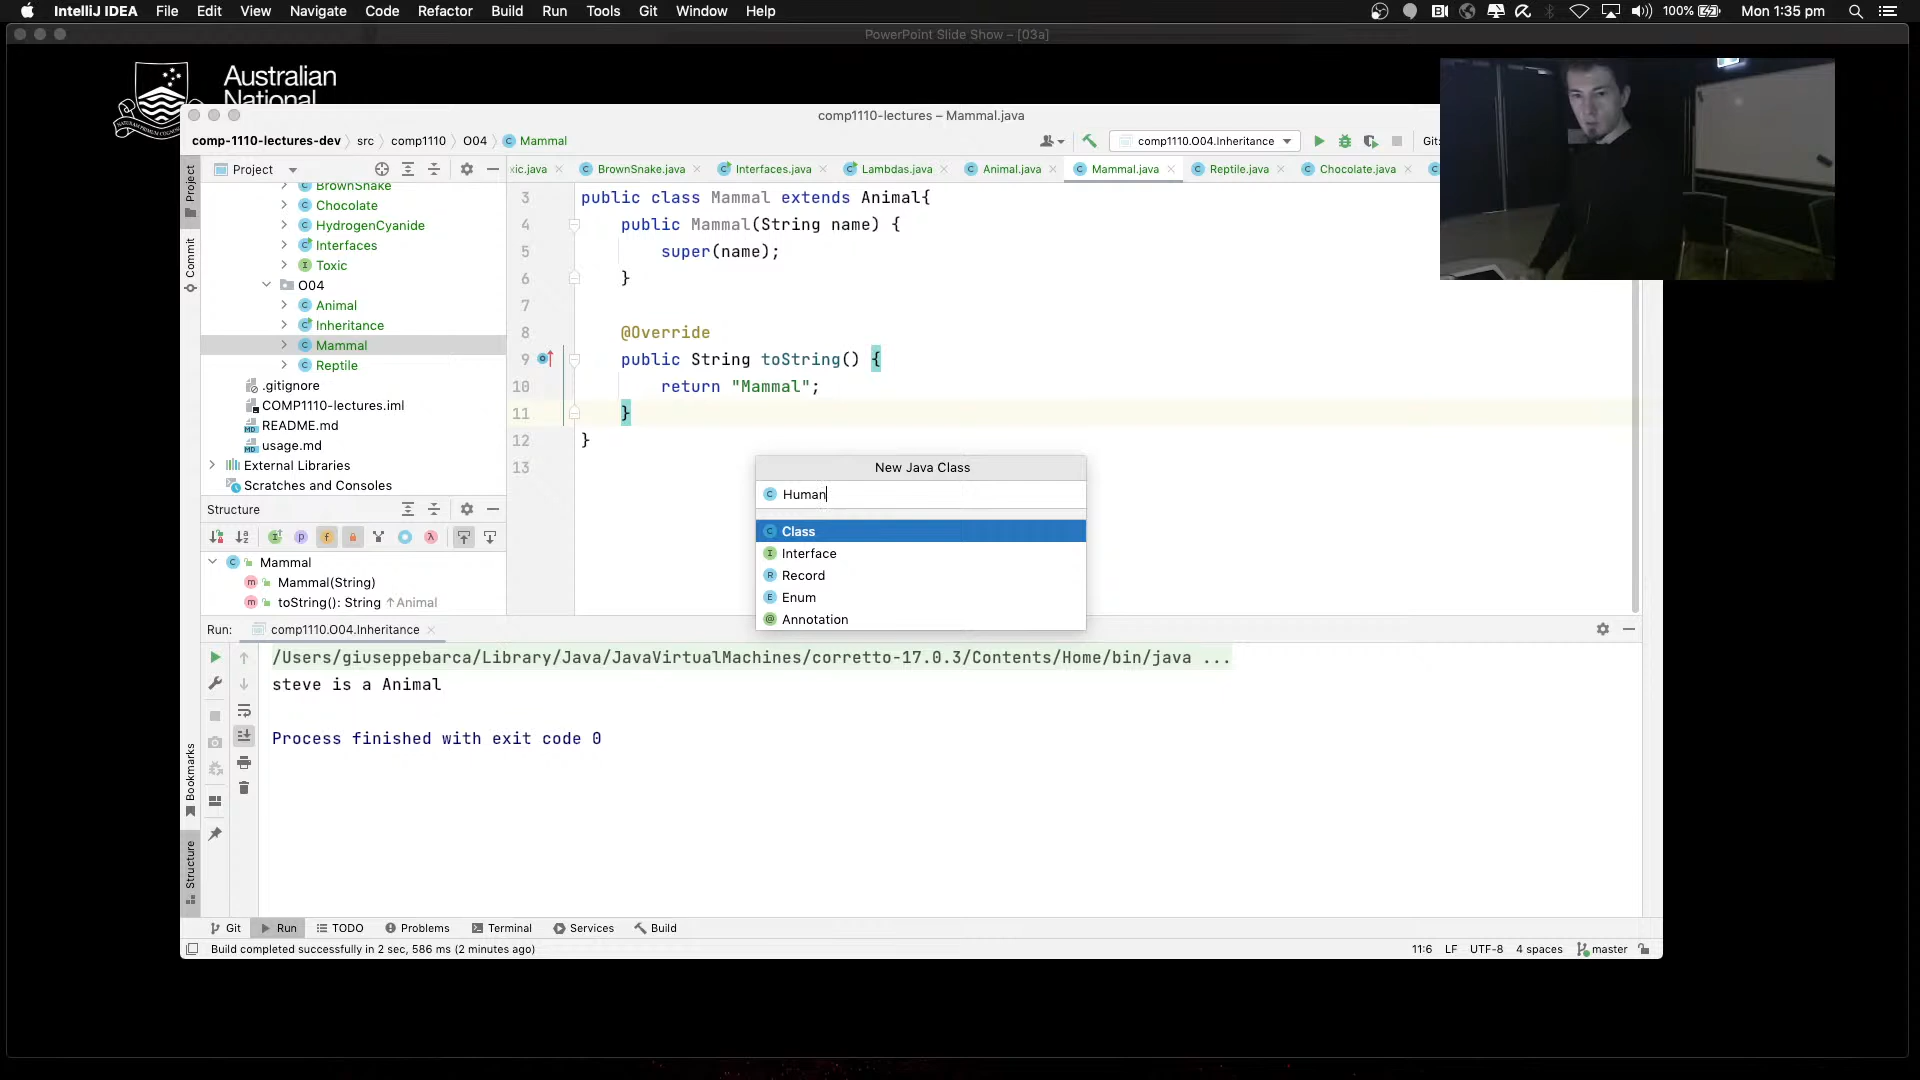 IntelliJ IDEA File Edit View Navigate Code Refactor Build Run Tools Git Window Help 100% Mon 1:35 pm
PowerPoint Slide Show – [03a]
Australian
National
comp1110-lectures – Mammal.java
comp-1110-lectures-dev src comp1110 O04 Mammal comp1110.O04.Inheritance Git:
Project xic.java BrownSnake.java Interfaces.java Lambdas.java Animal.java Mammal.java Reptile.java Chocolate.java
Project
Commit
Bookmarks
Structure
BrownSnake
Chocolate
HydrogenCyanide
Interfaces
Toxic
O04
Animal
Inheritance
Mammal
Reptile
.gitignore
COMP1110-lectures.iml
README.md
usage.md
External Libraries
Scratches and Consoles
3 public class Mammal extends Animal{
4 public Mammal(String name) {
5 super(name);
6 }
7
8 @Override
9 public String toString() {
10 return "Mammal";
11 }
12 }
13
New Java Class
Human
Class
Interface
Record
Enum
Annotation
Structure
Mammal
Mammal(String)
toString(): String ↑Animal
Run: comp1110.O04.Inheritance
/Users/giuseppebarca/Library/Java/JavaVirtualMachines/corretto-17.0.3/Contents/Home/bin/java ...
steve is a Animal
Process finished with exit code 0
Git Run TODO Problems Terminal Services Build
Build completed successfully in 2 sec, 586 ms (2 minutes ago) 11:6 LF UTF-8 4 spaces master